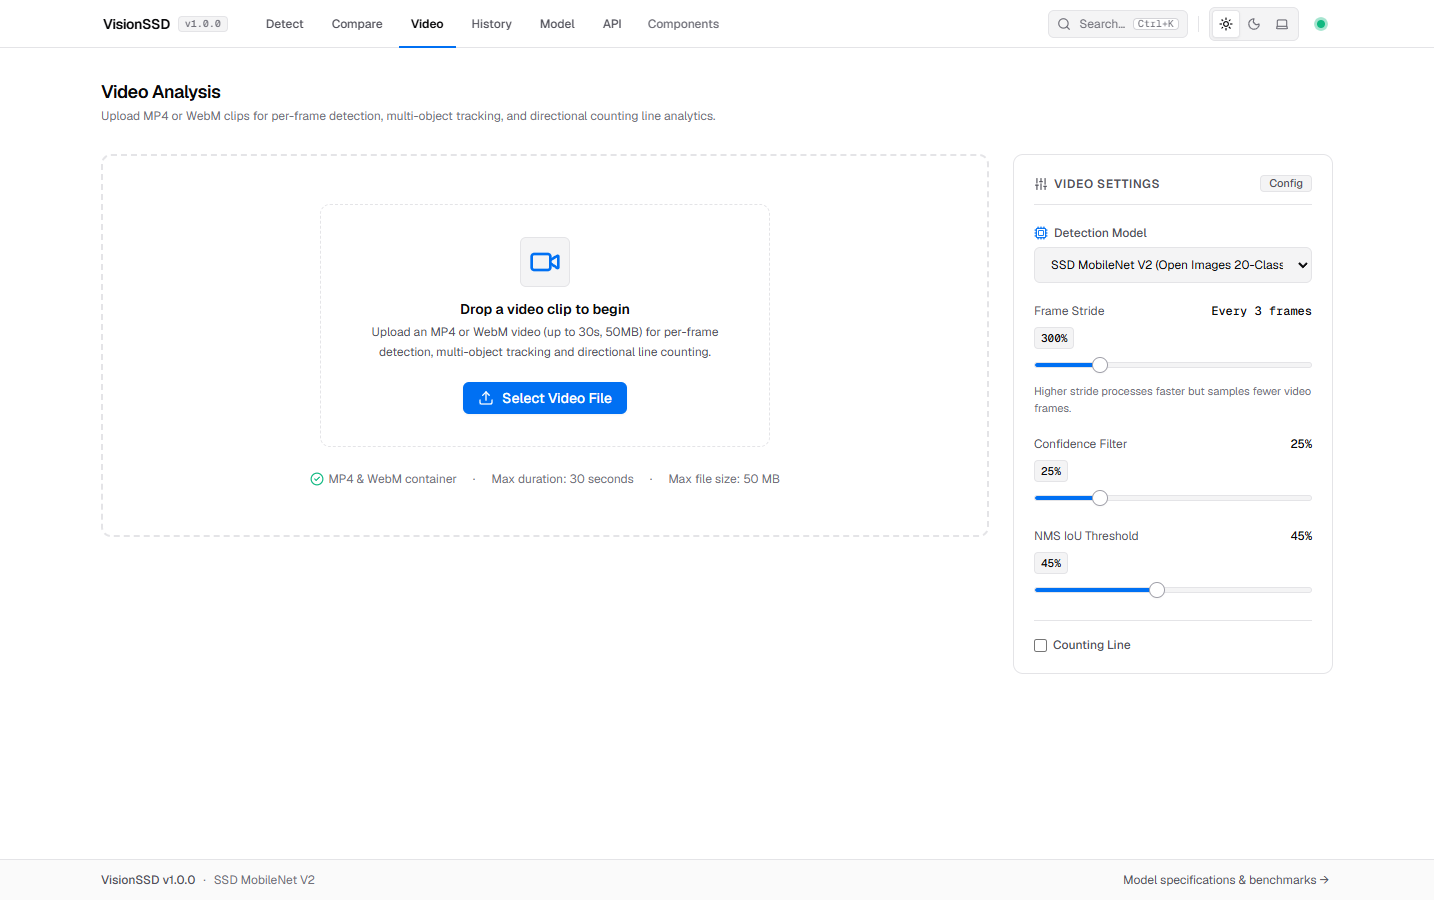 VisionSSD v1.0.0 Detect Compare Video History Model API Components Search... Ctrl+K
Video Analysis
Upload MP4 or WebM clips for per-frame detection, multi-object tracking, and directional counting line analytics.
Drop a video clip to begin
Upload an MP4 or WebM video (up to 30s, 50MB) for per-frame
detection, multi-object tracking and directional line counting.
Select Video File
MP4 & WebM container · Max duration: 30 seconds · Max file size: 50 MB
VIDEO SETTINGS Config
Detection Model
SSD MobileNet V2 (Open Images 20-Class
Frame Stride Every 3 frames
300%
Higher stride processes faster but samples fewer video
frames.
Confidence Filter 25%
25%
NMS IoU Threshold 45%
45%
Counting Line
VisionSSD v1.0.0 · SSD MobileNet V2 Model specifications & benchmarks →